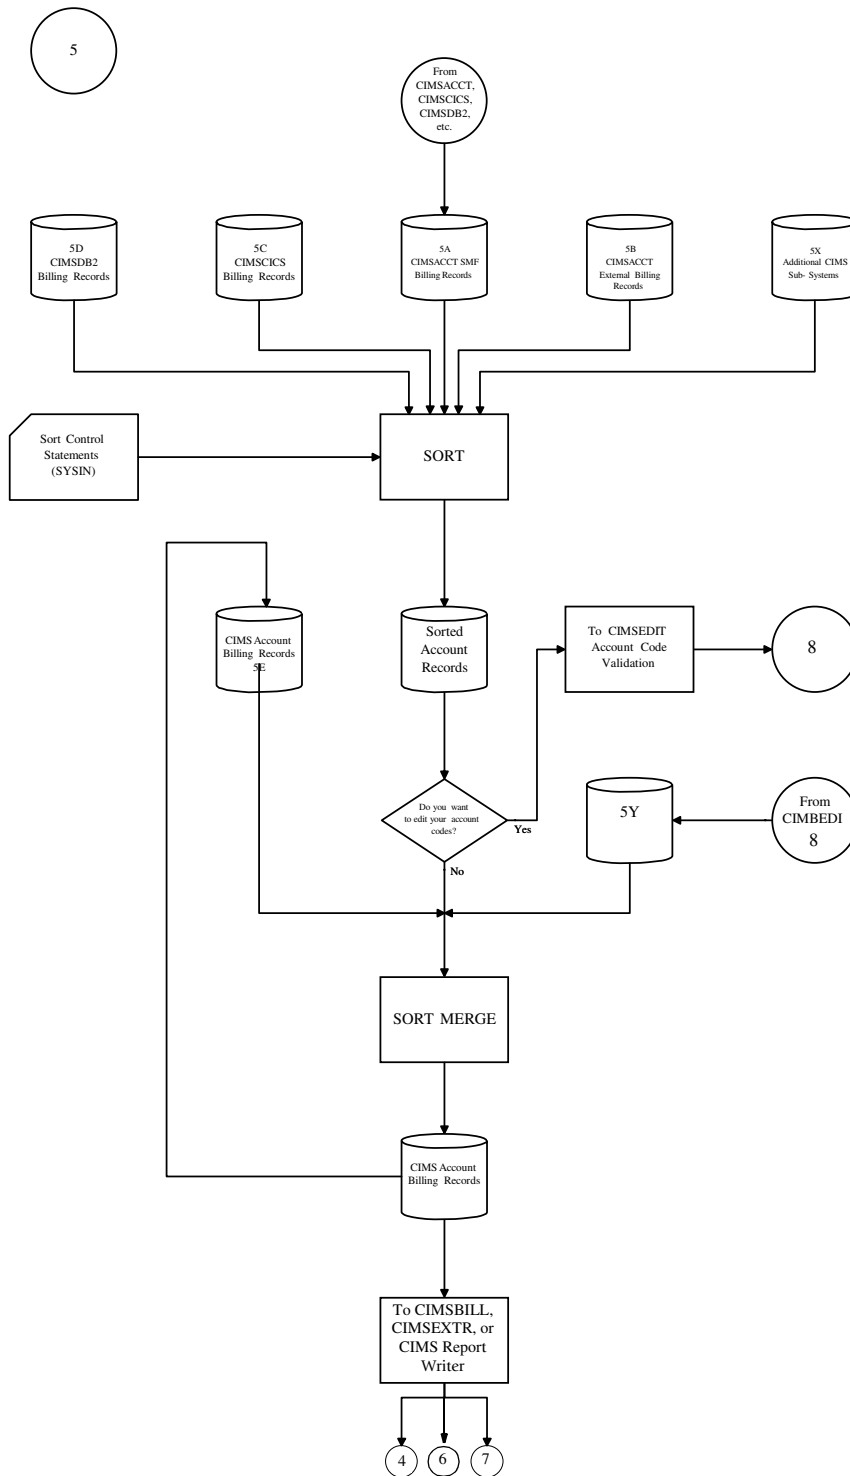 5
From
CIMSACCT,
CIMSCICS,
CIMSDB2,
etc.
5D
CIMSDB2
Billing Records
5C
CIMSCICS
Billing Records
5A
CIMSACCT SMF
Billing Records
5B
CIMSACCT
External Billing
Records
5X
Additional CIMS
Sub- Systems
Sort Control
Statements
(SYSIN)
SORT
CIMS Account
Billing Records
5E
Sorted
Account
Records
To CIMSEDIT
Account Code
Validation
8
Do you want
to edit your account
codes?
Yes
No
5Y
From
CIMBEDI
8
SORT MERGE
CIMS Account
Billing Records
To CIMSBILL,
CIMSEXTR, or
CIMS Report
Writer
4
6
7